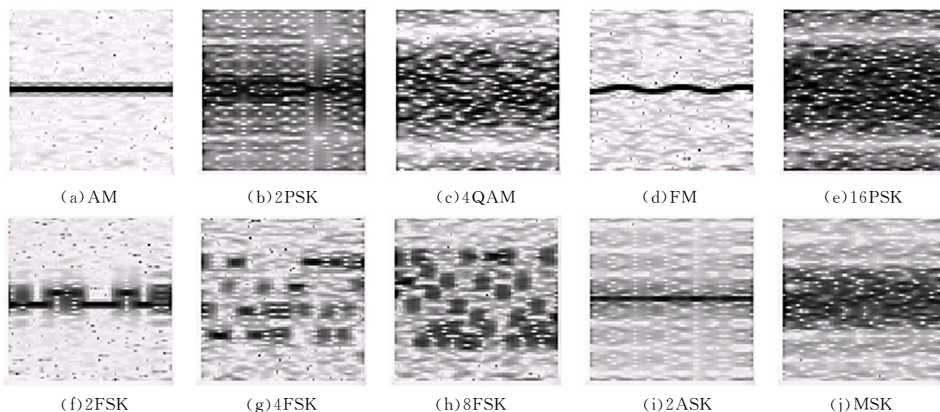 (a)AM
(b)2PSK
(c)4QAM
(d)FM
(e)16PSK
(f)2FSK
(g)4FSK
(h)8FSK
(i)2ASK
(j)MSK